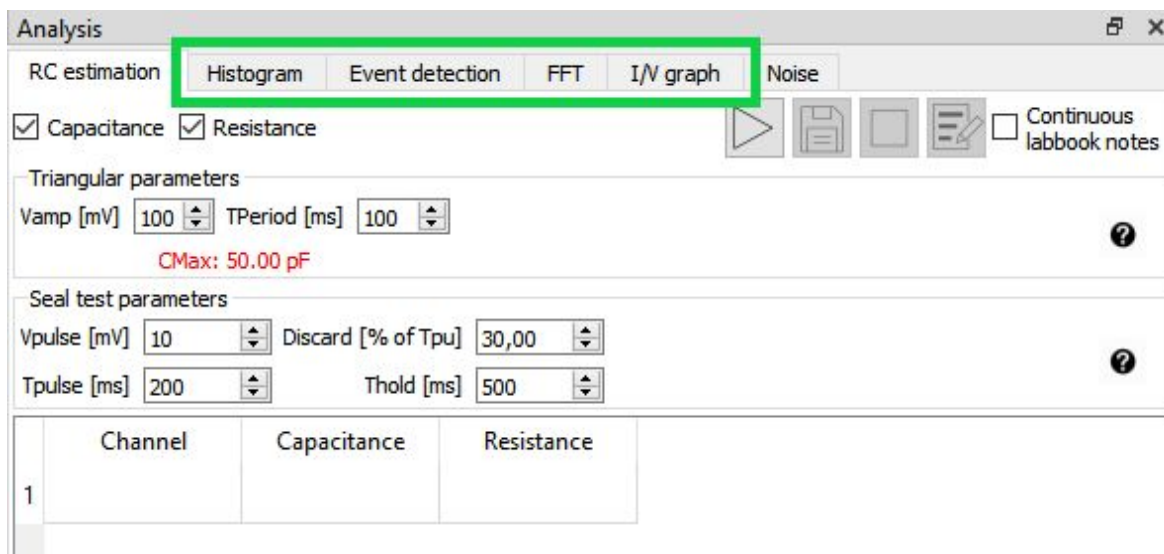 Analysis
RC estimation Histogram Event detection FFT I/V graph Noise
Capacitance Resistance
Continuous
labbook notes
Triangular parameters
Vamp [mV] 100 TPeriod [ms] 100
CMax: 50.00 pF
Seal test parameters
Vpulse [mV] 10 Discard [% of Tpu] 30,00
Tpulse [ms] 200 Thold [ms] 500
Channel Capacitance Resistance
1